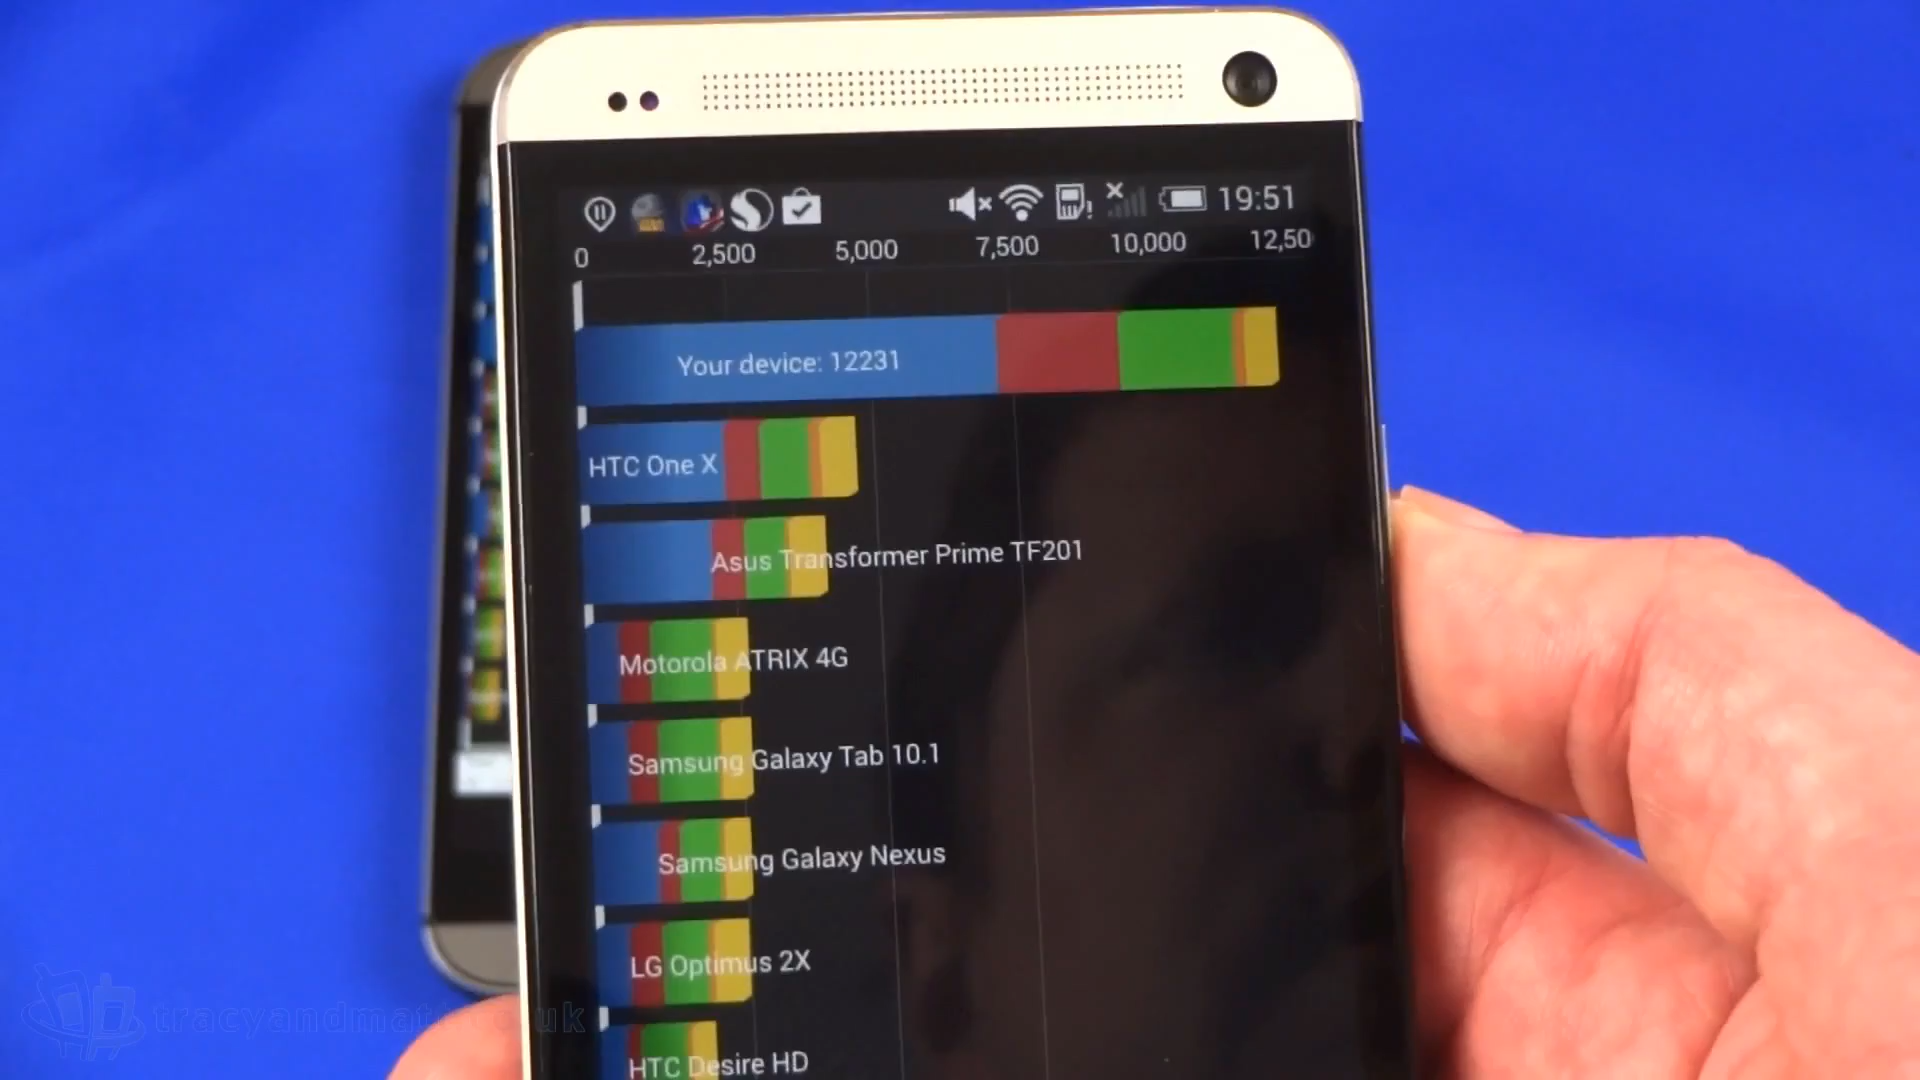 19:51
0 2,500 5,000 7,500 10,000 12,50
Your device: 12231
HTC One X
Asus Transformer Prime TF201
Motorola ATRIX 4G
Samsung Galaxy Tab 10.1
Samsung Galaxy Nexus
LG Optimus 2X
HTC Desire HD